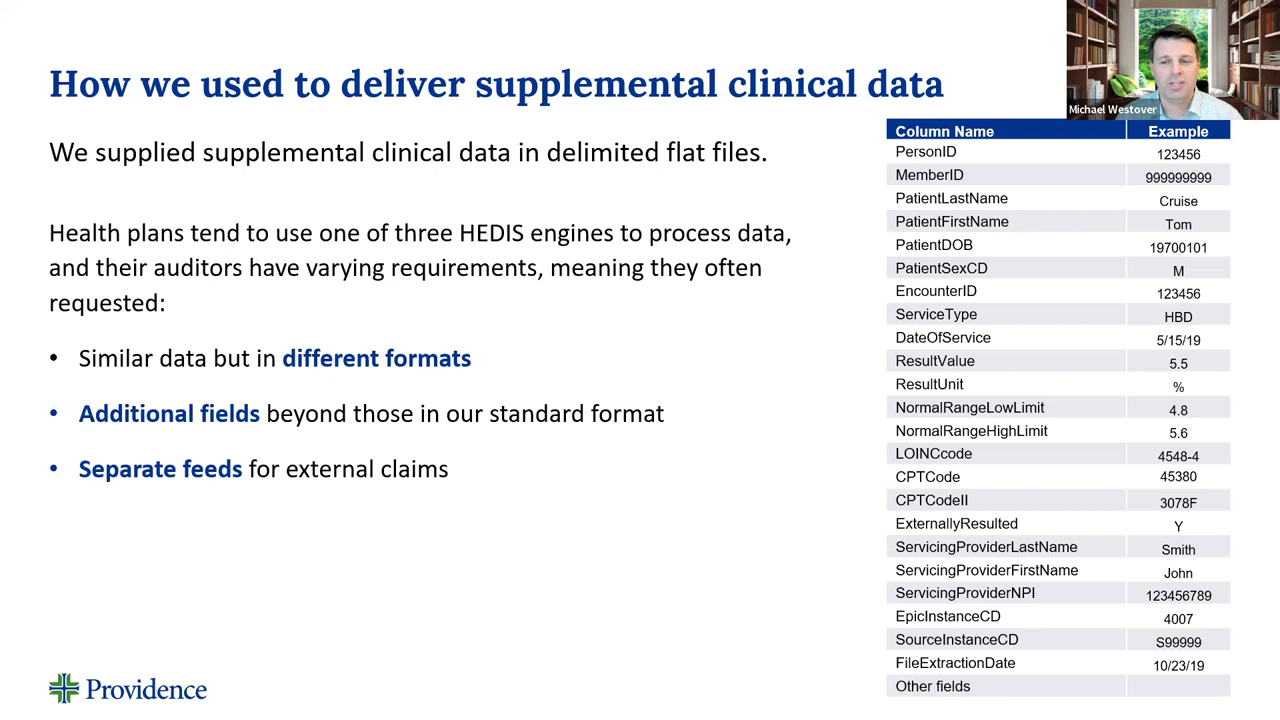 How we used to deliver supplemental clinical data
We supplied supplemental clinical data in delimited flat files.
Health plans tend to use one of three HEDIS engines to process data,
and their auditors have varying requirements, meaning they often
requested:
• Similar data but in different formats
• Additional fields beyond those in our standard format
• Separate feeds for external claims
Providence
Michael Westover
Column Name Example
PersonID 123456
MemberID 999999999
PatientLastName Cruise
PatientFirstName Tom
PatientDOB 19700101
PatientSexCD M
EncounterID 123456
ServiceType HBD
DateOfService 5/15/19
ResultValue 5.5
ResultUnit %
NormalRangeLowLimit 4.8
NormalRangeHighLimit 5.6
LOINCcode 4548-4
CPTCode 45380
CPTCodeII 3078F
ExternallyResulted Y
ServicingProviderLastName Smith
ServicingProviderFirstName John
ServicingProviderNPI 123456789
EpicInstanceCD 4007
SourceInstanceCD S99999
FileExtractionDate 10/23/19
Other fields